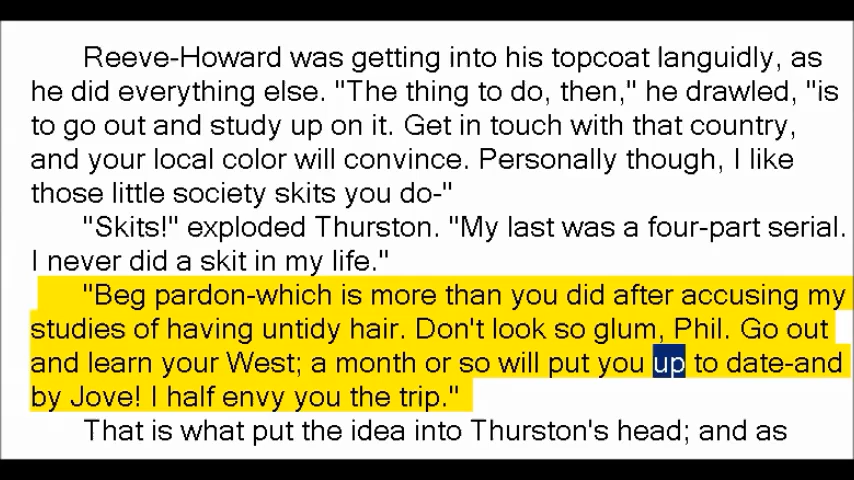 Reeve-Howard was getting into his topcoat languidly, as
he did everything else. "The thing to do, then," he drawled, "is
to go out and study up on it. Get in touch with that country,
and your local color will convince. Personally though, I like
those little society skits you do-"
"Skits!" exploded Thurston. "My last was a four-part serial.
I never did a skit in my life."
"Beg pardon-which is more than you did after accusing my
studies of having untidy hair. Don't look so glum, Phil. Go out
and learn your West; a month or so will put you up to date-and
by Jove! I half envy you the trip."
That is what put the idea into Thurston's head; and as